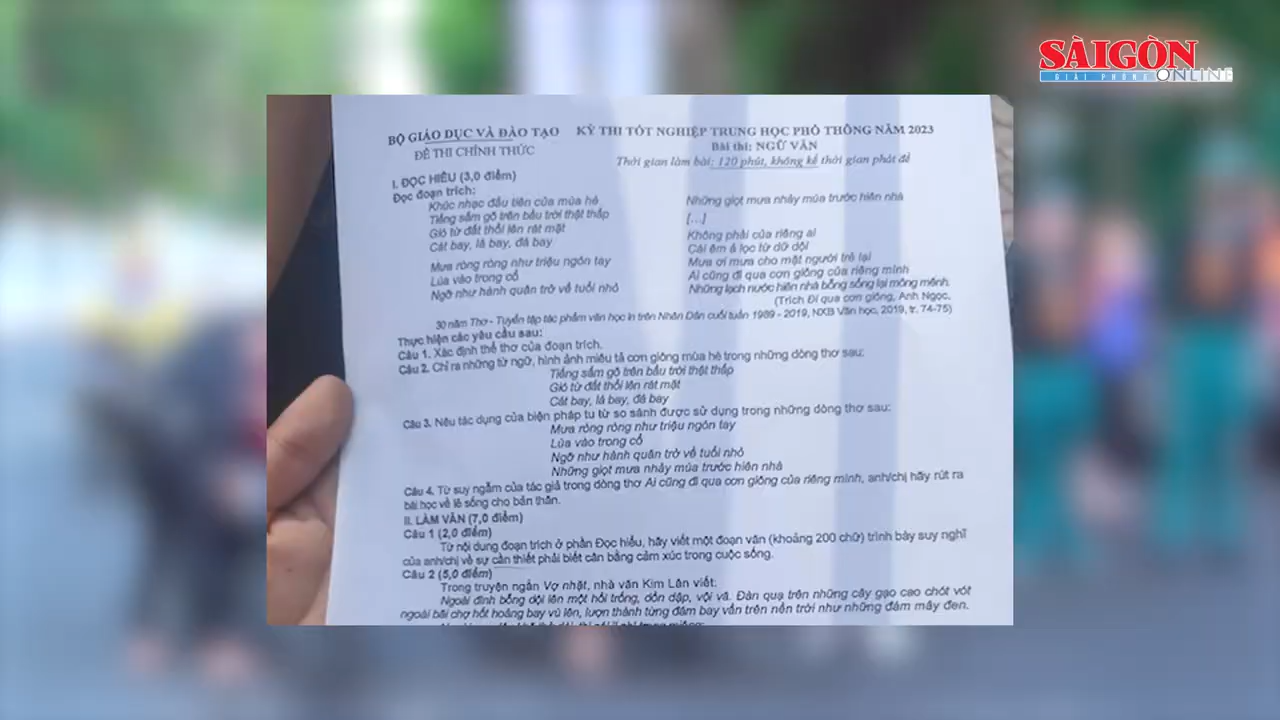 SÀIGÒN
GIẢI PHÓNG ONLINE
BỘ GIÁO DỤC VÀ ĐÀO TẠO KỲ THI TỐT NGHIỆP TRUNG HỌC PHỔ THÔNG NĂM 2023
ĐỀ THI CHÍNH THỨC Bài thi: NGỮ VĂN
Thời gian làm bài: 120 phút, không kể thời gian phát đề
I. ĐỌC HIỂU (3,0 điểm)
Đọc đoạn trích:
Khúc nhạc đầu tiên của mùa hè
Tiếng sấm gõ trên bầu trời thật thấp
Gió từ đất thổi lên rát mặt
Cát bay, lá bay, đá bay
Mưa ròng ròng như triệu ngón tay
Lùa vào trong cổ
Ngỡ như hành quân trở về tuổi nhỏ
Những giọt mưa nhảy múa trước hiên nhà
[...]
Không phải của riêng ai
Cái êm ả lọc từ dữ dội
Mưa ơi mưa cho mặt người trẻ lại
Ai cũng đi qua cơn giông của riêng mình
Những lạch nước hiên nhà bỗng sống lại mông mênh.
(Trích Đi qua cơn giông, Anh Ngọc,
30 năm Thơ - Tuyển tập tác phẩm văn học in trên Nhân Dân cuối tuần 1989 - 2019, NXB Văn học, 2019, tr. 74-75)
Thực hiện các yêu cầu sau:
Câu 1. Xác định thể thơ của đoạn trích.
Câu 2. Chỉ ra những từ ngữ, hình ảnh miêu tả cơn giông mùa hè trong những dòng thơ sau:
Tiếng sấm gõ trên bầu trời thật thấp
Gió từ đất thổi lên rát mặt
Cát bay, lá bay, đá bay
Câu 3. Nêu tác dụng của biện pháp tu từ so sánh được sử dụng trong những dòng thơ sau:
Mưa ròng ròng như triệu ngón tay
Lùa vào trong cổ
Ngỡ như hành quân trở về tuổi nhỏ
Những giọt mưa nhảy múa trước hiên nhà
Câu 4. Từ suy ngẫm của tác giả trong dòng thơ Ai cũng đi qua cơn giông của riêng mình, anh/chị hãy rút ra
bài học về lẽ sống cho bản thân.
II. LÀM VĂN (7,0 điểm)
Câu 1 (2,0 điểm)
Từ nội dung đoạn trích ở phần Đọc hiểu, hãy viết một đoạn văn (khoảng 200 chữ) trình bày suy nghĩ
của anh/chị về sự cần thiết phải biết cân bằng cảm xúc trong cuộc sống.
Câu 2 (5,0 điểm)
Trong truyện ngắn Vợ nhặt, nhà văn Kim Lân viết:
Ngoài đình bỗng dội lên một hồi trống, dồn dập, vội vã. Đàn quạ trên những cây gạo cao chót vót
ngoài bãi chợ hốt hoảng bay vù lên, lượn thành từng đám bay vần trên nền trời như những đám mây đen.